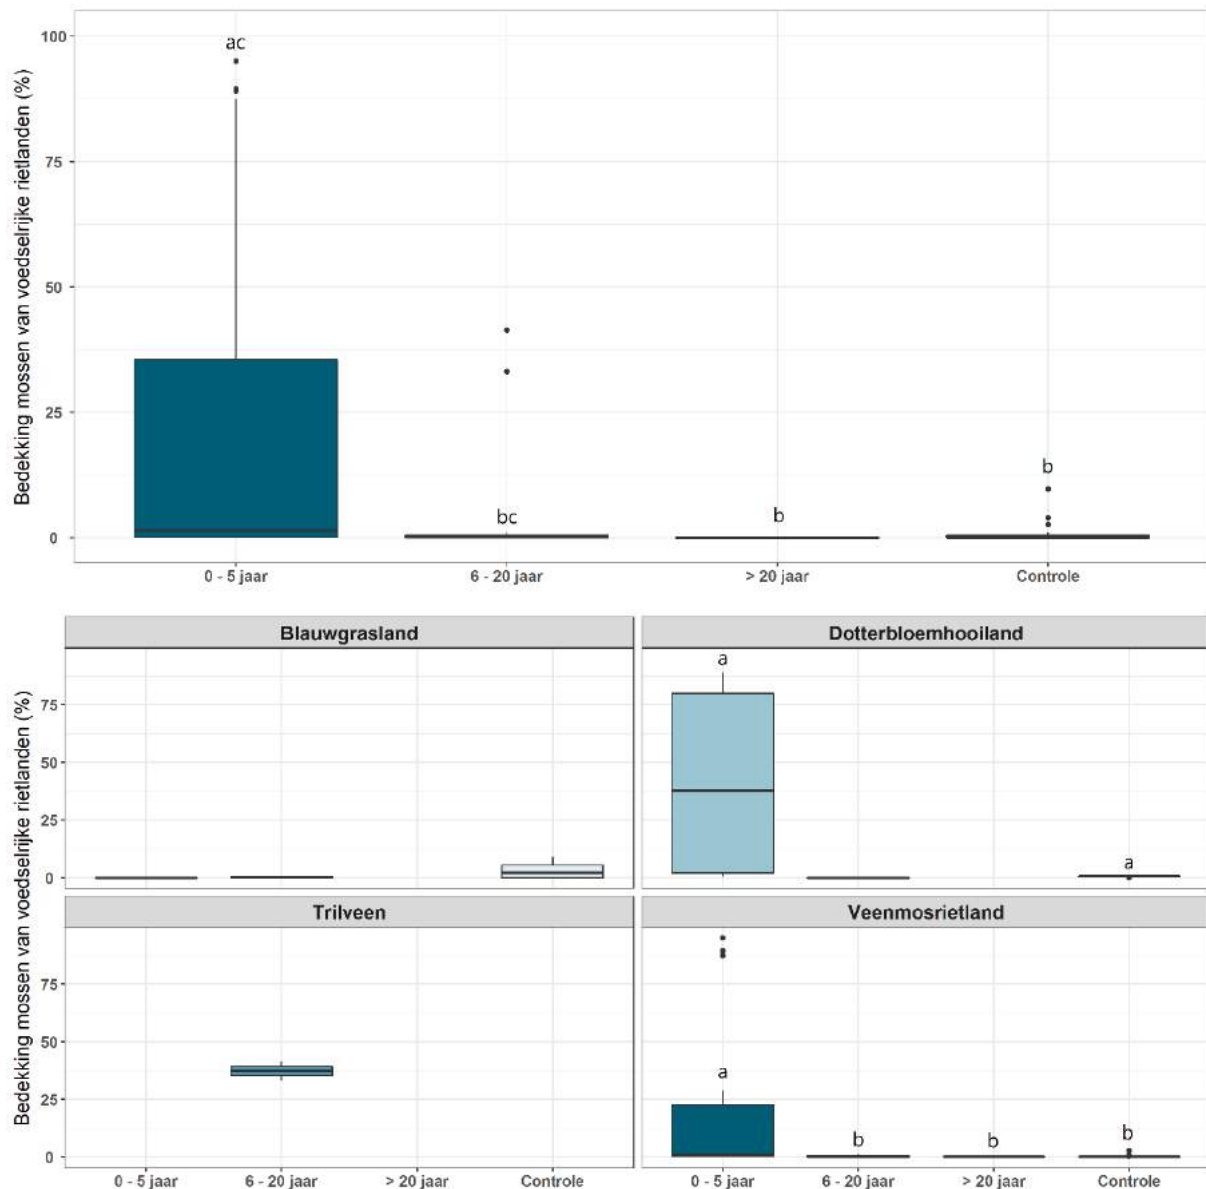 Bedekking mossen van voedselrijke rietlanden (%)
100
75
50
25
0
ac
bc
b
b
0 - 5 jaar
6 - 20 jaar
> 20 jaar
Controle
Bedekking mossen van voedselrijke rietlanden (%)
Blauwgrasland
Dotterbloemhooiland
75
50
25
0
a
a
Trilveen
Veenmosrietland
75
50
25
0
a
b
b
b
0 - 5 jaar
6 - 20 jaar
> 20 jaar
Controle
0 - 5 jaar
6 - 20 jaar
> 20 jaar
Controle